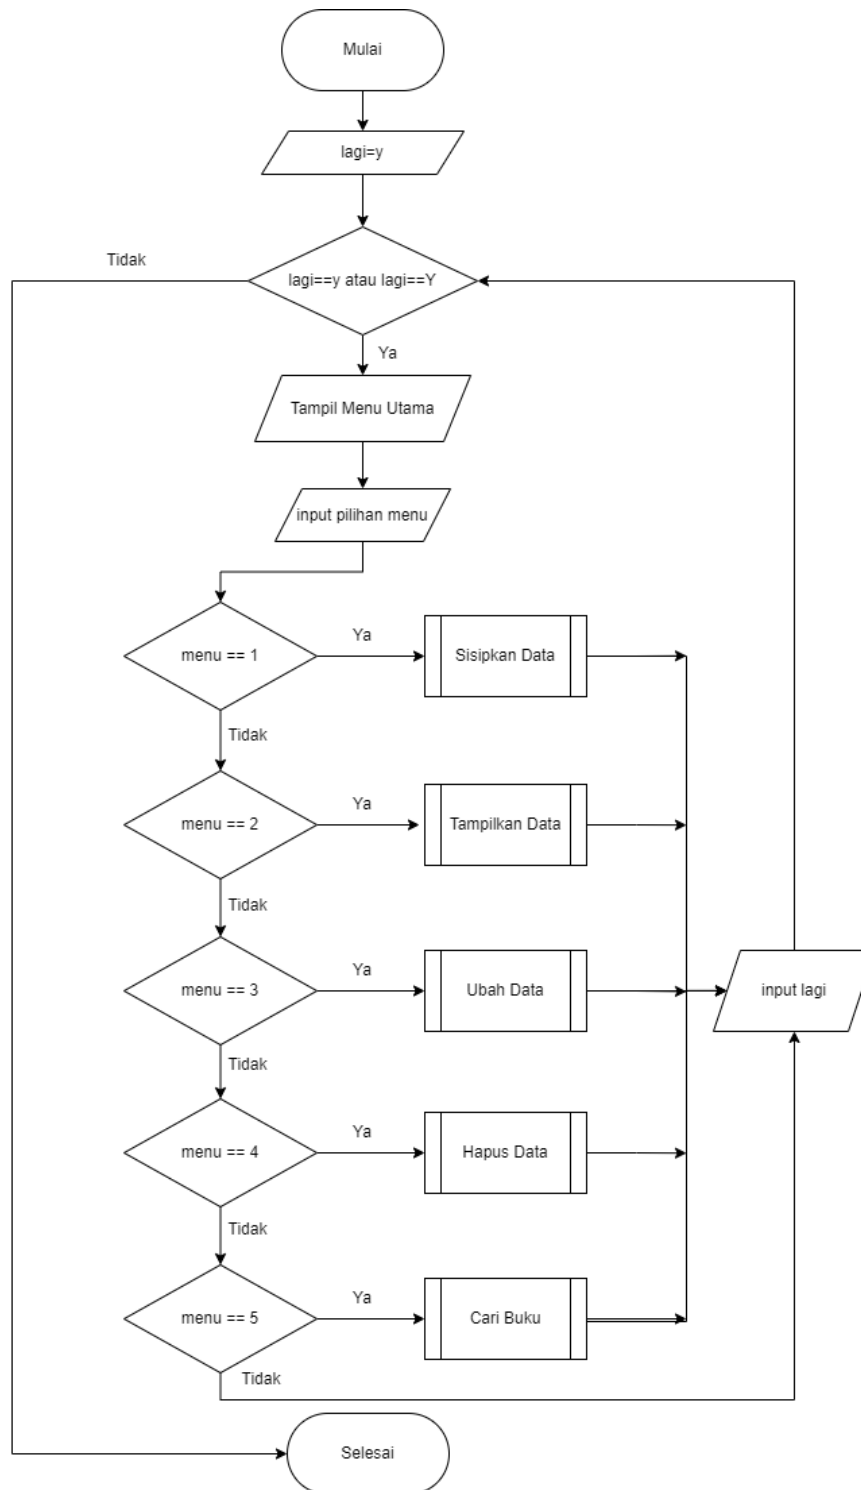 Mulai
lagi=y
Tidak
lagi==y atau lagi==Y
Ya
Tampil Menu Utama
input pilihan menu
menu == 1
Ya
Sisipkan Data
Tidak
menu == 2
Ya
Tampilkan Data
Tidak
menu == 3
Ya
Ubah Data
input lagi
Tidak
menu == 4
Ya
Hapus Data
Tidak
menu == 5
Ya
Cari Buku
Tidak
Selesai